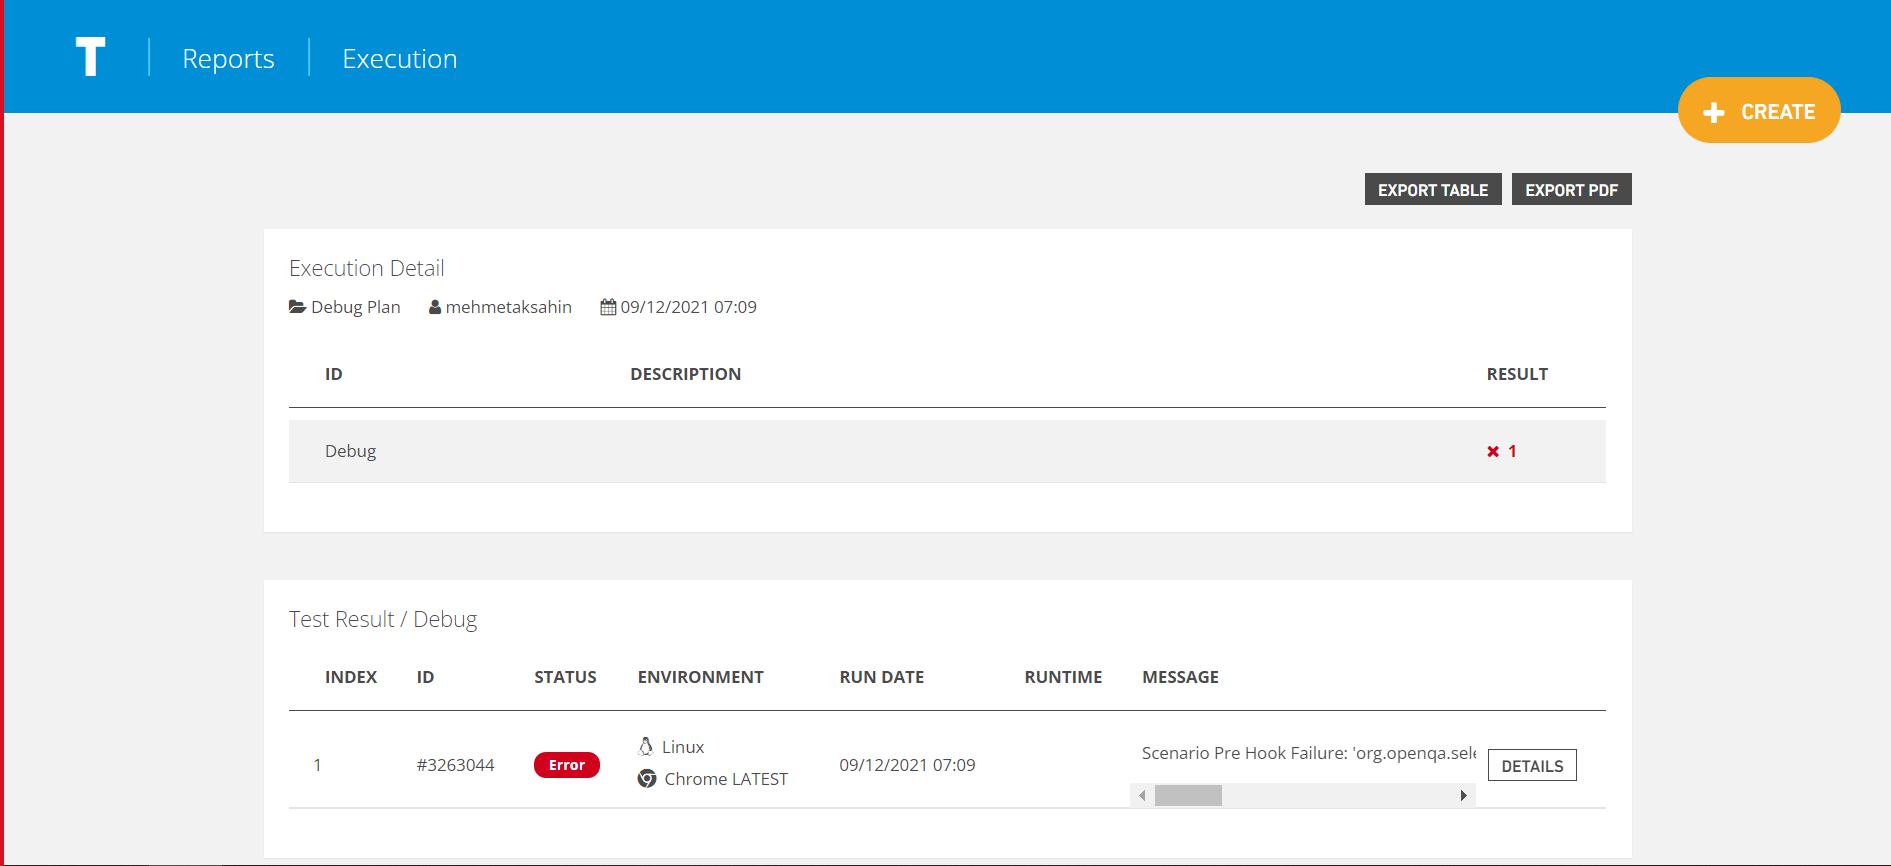 T Reports Execution
+ CREATE
EXPORT TABLE EXPORT PDF
Execution Detail
Debug Plan mehmetaksahin 09/12/2021 07:09
ID DESCRIPTION RESULT
Debug 1
Test Result / Debug
INDEX ID STATUS ENVIRONMENT RUN DATE RUNTIME MESSAGE
1 #3263044 Error Linux Chrome LATEST 09/12/2021 07:09 Scenario Pre Hook Failure: 'org.openqa.sele DETAILS